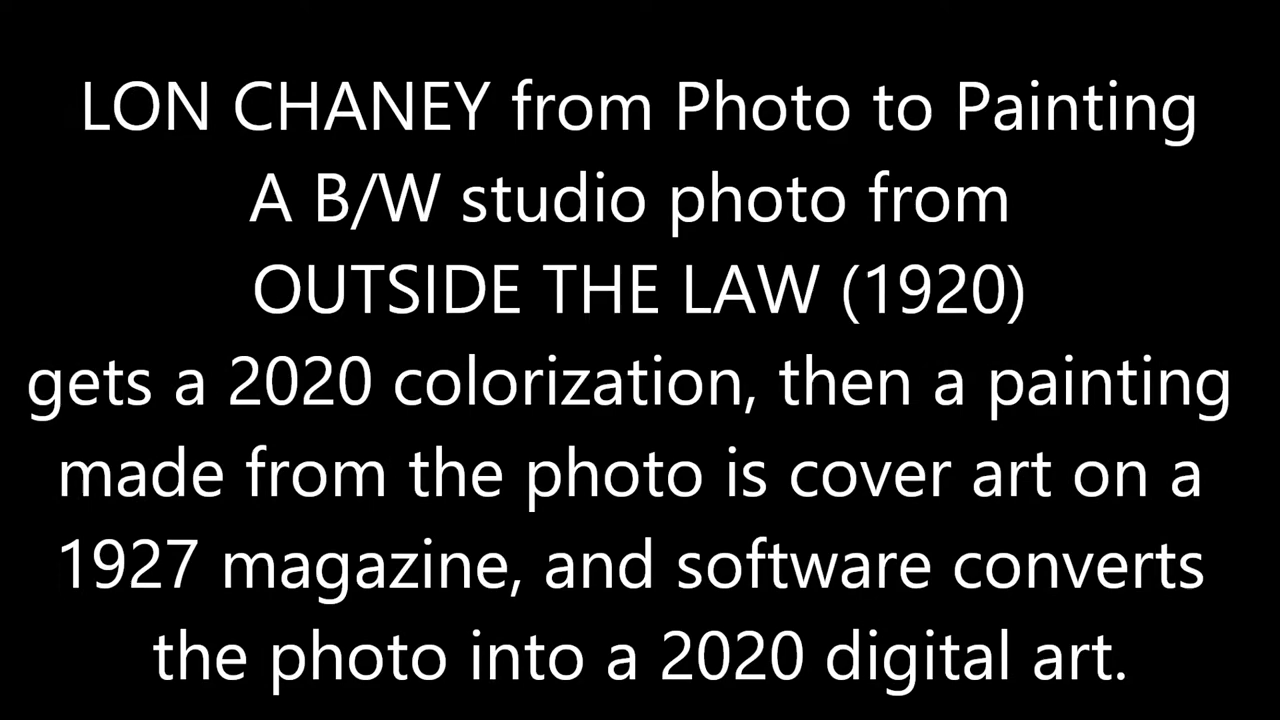 LON CHANEY from Photo to Painting
A B/W studio photo from
OUTSIDE THE LAW (1920)
gets a 2020 colorization, then a painting
made from the photo is cover art on a
1927 magazine, and software converts
the photo into a 2020 digital art.